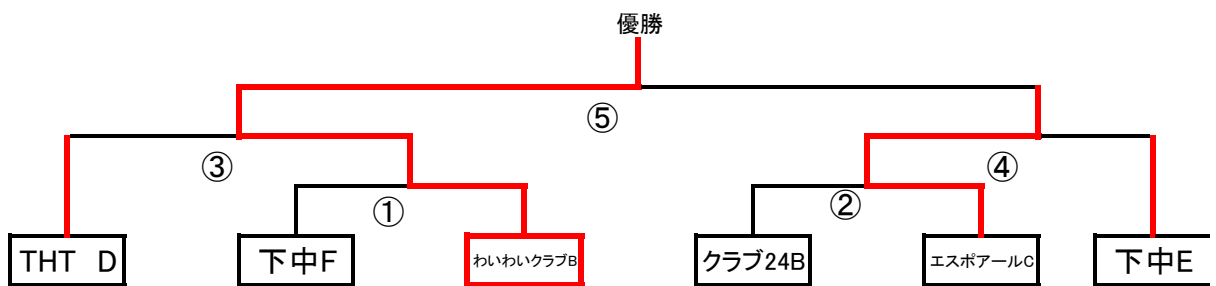 優勝
⑤
③
④
①
②
THT D
下中F
わいわいクラブB
クラブ24B
エスポアールC
下中E